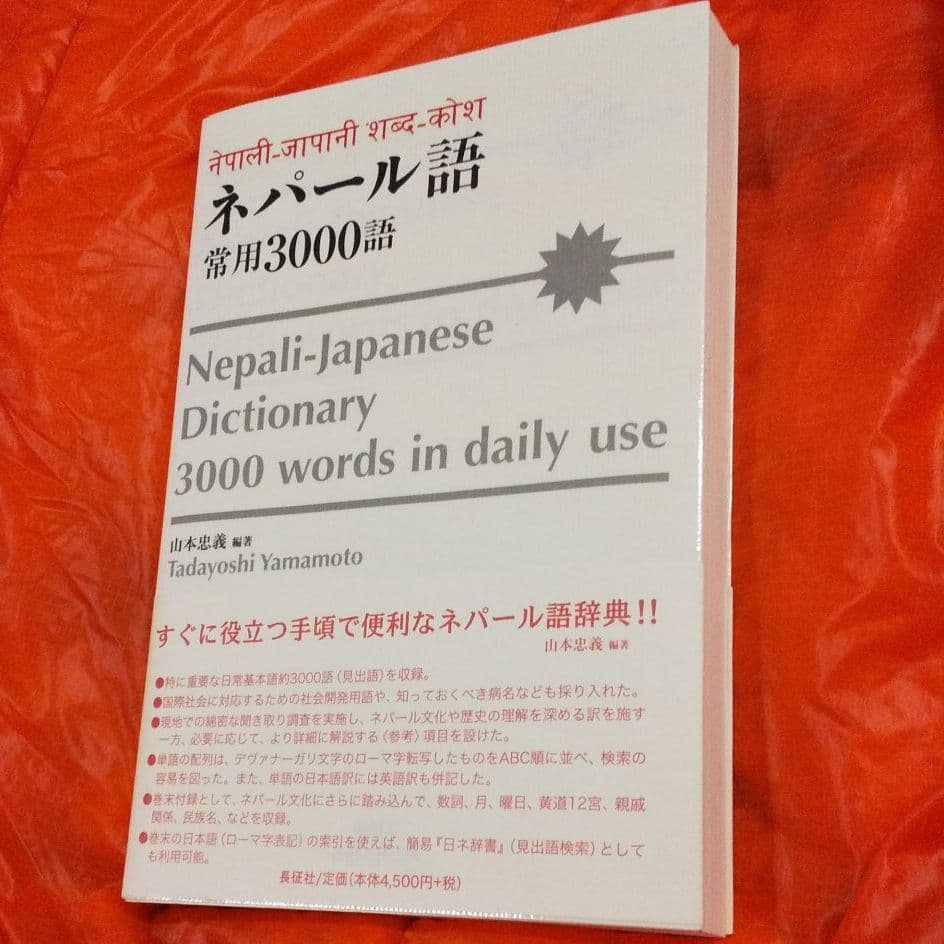 नेपाली-जापानी शब्द-कोश
ネパール語
常用3000語
Nepali-Japanese
Dictionary
3000 words in daily use
山本忠義 編著
Tadayoshi Yamamoto
すぐに役立つ手頃で便利なネパール語辞典!!
山本忠義 編著
●特に重要な日常基本語約3000語(見出語)を収録。
●国際社会に対応するための社会開発用語や、知っておくべき病名なども採り入れた。
●現地での綿密な聞き取り調査を実施し、ネパール文化や歴史の理解を深める訳を施す
一方、必要に応じて、より詳細に解説する〈参考〉項目を設けた。
●単語の配列は、デヴァナーガリ文字のローマ字転写したものをABC順に並べ、検索の
容易を図った。また、単語の日本語訳には英語訳も併記した。
●巻末付録として、ネパール文化にさらに踏み込んで、数詞、月、曜日、黄道12宮、親戚
関係、民族名、などを収録。
●巻末の日本語(ローマ字表記)の索引を使えば、簡易『日ネ辞書』(見出語検索)として
も利用可能。
長征社/定価(本体4,500円+税)